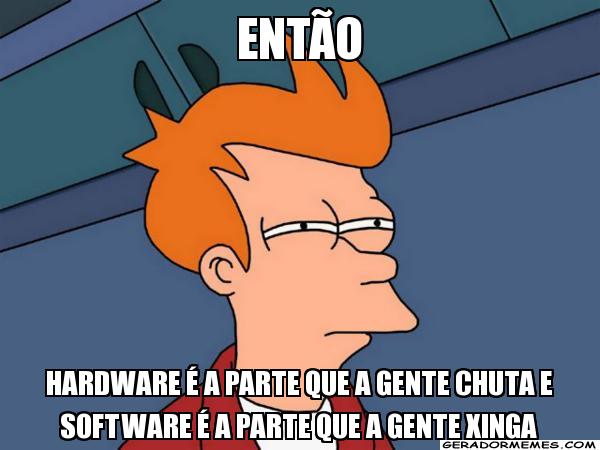 ENTÃO
HARDWARE É A PARTE QUE A GENTE CHUTA E
SOFTWARE É A PARTE QUE A GENTE XINGA
GERADORMEMES.COM